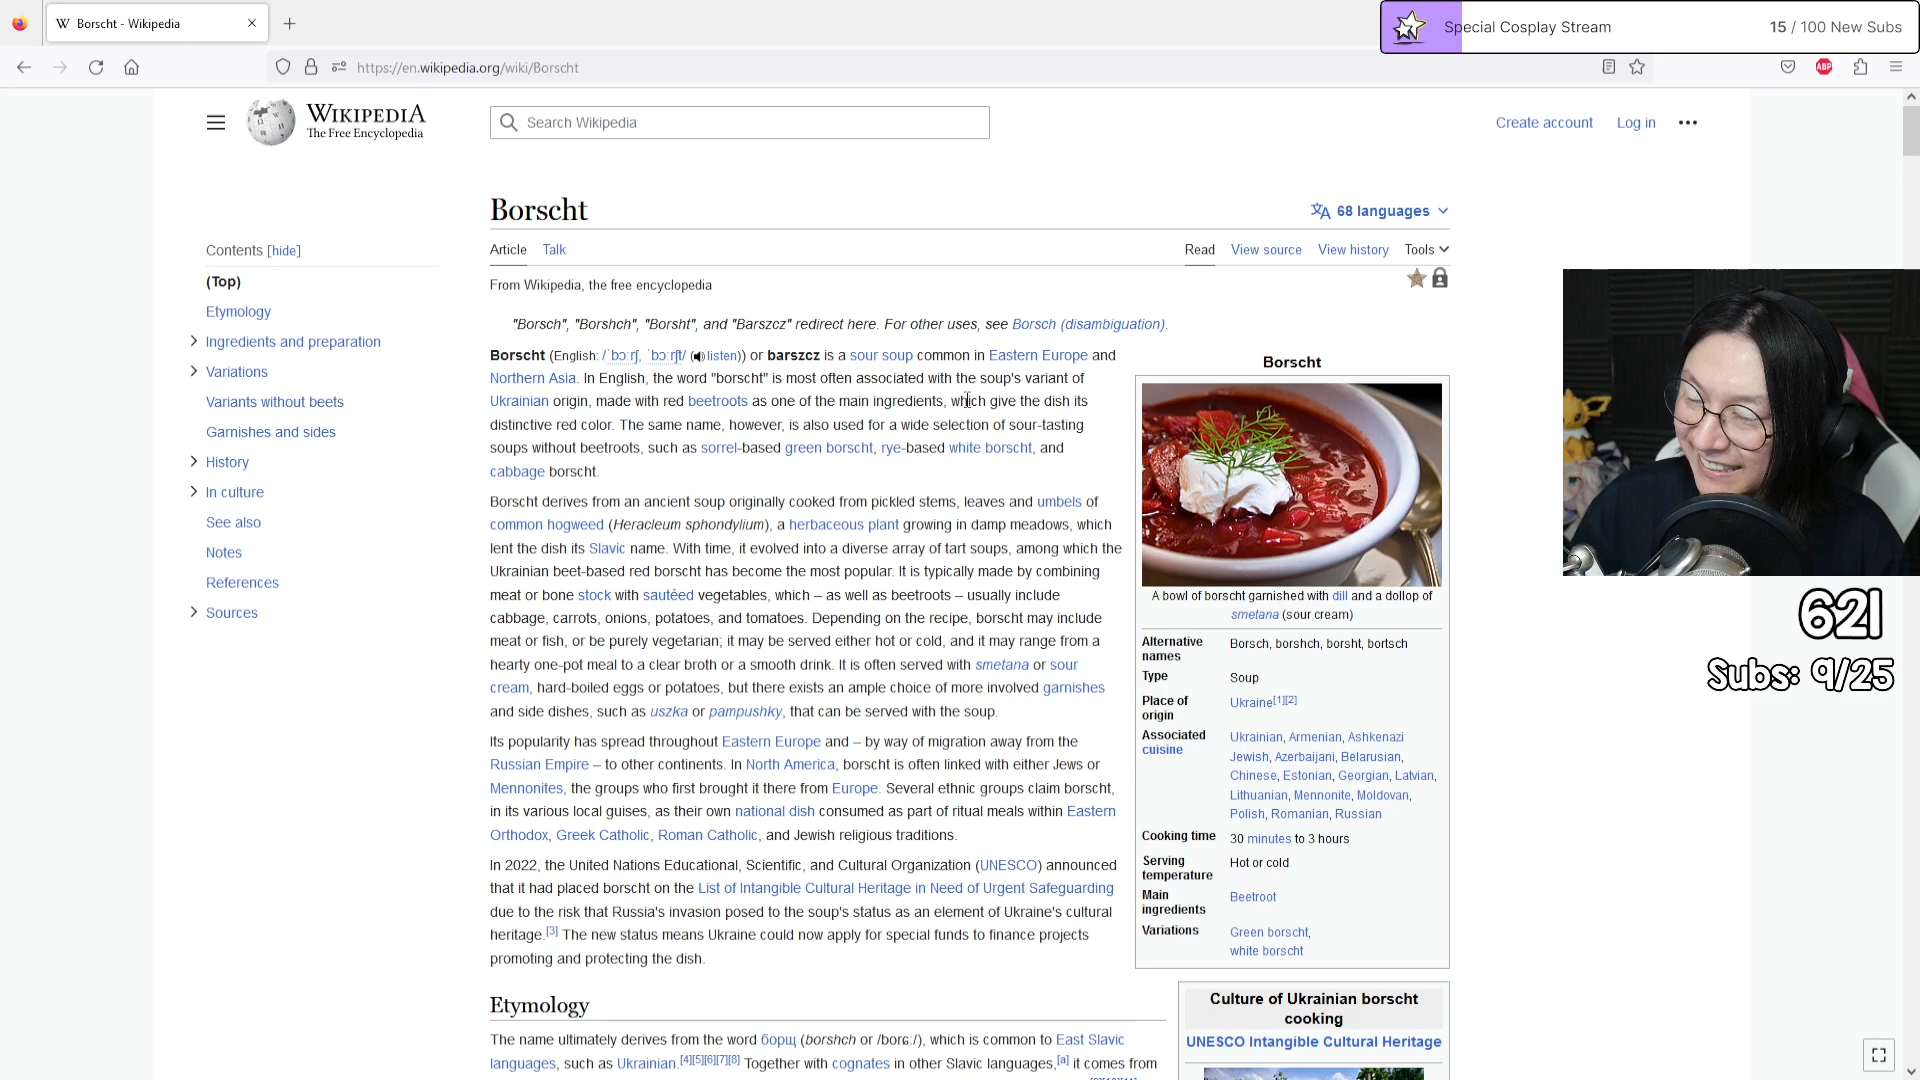 Borscht - Wikipedia
Special Cosplay Stream
15 / 100 New Subs
https://en.wikipedia.org/wiki/Borscht
ABP
WIKIPEDIA
The Free Encyclopedia
Search Wikipedia
Create account
Log in
Borscht
68 languages
Contents [hide]
(Top)
Etymology
Ingredients and preparation
Variations
Variants without beets
Garnishes and sides
History
In culture
See also
Notes
References
Sources
Article
Talk
Read
View source
View history
Tools
From Wikipedia, the free encyclopedia
"Borsch", "Borshch", "Borsht", and "Barszcz" redirect here. For other uses, see Borsch (disambiguation).
Borscht (English: /ˈbɔːrʃ, ˈbɔːrʃt/ (listen)) or barszcz is a sour soup common in Eastern Europe and
Northern Asia. In English, the word "borscht" is most often associated with the soup's variant of
Ukrainian origin, made with red beetroots as one of the main ingredients, which give the dish its
distinctive red color. The same name, however, is also used for a wide selection of sour-tasting
soups without beetroots, such as sorrel-based green borscht, rye-based white borscht, and
cabbage borscht.
Borscht derives from an ancient soup originally cooked from pickled stems, leaves and umbels of
common hogweed (Heracleum sphondylium), a herbaceous plant growing in damp meadows, which
lent the dish its Slavic name. With time, it evolved into a diverse array of tart soups, among which the
Ukrainian beet-based red borscht has become the most popular. It is typically made by combining
meat or bone stock with sautéed vegetables, which – as well as beetroots – usually include
cabbage, carrots, onions, potatoes, and tomatoes. Depending on the recipe, borscht may include
meat or fish, or be purely vegetarian; it may be served either hot or cold, and it may range from a
hearty one-pot meal to a clear broth or a smooth drink. It is often served with smetana or sour
cream, hard-boiled eggs or potatoes, but there exists an ample choice of more involved garnishes
and side dishes, such as uszka or pampushky, that can be served with the soup.
Its popularity has spread throughout Eastern Europe and – by way of migration away from the
Russian Empire – to other continents. In North America, borscht is often linked with either Jews or
Mennonites, the groups who first brought it there from Europe. Several ethnic groups claim borscht,
in its various local guises, as their own national dish consumed as part of ritual meals within Eastern
Orthodox, Greek Catholic, Roman Catholic, and Jewish religious traditions.
In 2022, the United Nations Educational, Scientific, and Cultural Organization (UNESCO) announced
that it had placed borscht on the List of Intangible Cultural Heritage in Need of Urgent Safeguarding
due to the risk that Russia's invasion posed to the soup's status as an element of Ukraine's cultural
heritage.[3] The new status means Ukraine could now apply for special funds to finance projects
promoting and protecting the dish.
Etymology
The name ultimately derives from the word борщ (borshch or /borɕː/), which is common to East Slavic
languages, such as Ukrainian.[4][5][6][7][8] Together with cognates in other Slavic languages,[a] it comes from
Borscht
A bowl of borscht garnished with dill and a dollop of
smetana (sour cream)
Alternative names Borsch, borshch, borsht, bortsch
Type Soup
Place of origin Ukraine[1][2]
Associated cuisine Ukrainian, Armenian, Ashkenazi
Jewish, Azerbaijani, Belarusian,
Chinese, Estonian, Georgian, Latvian,
Lithuanian, Mennonite, Moldovan,
Polish, Romanian, Russian
Cooking time 30 minutes to 3 hours
Serving temperature Hot or cold
Main ingredients Beetroot
Variations Green borscht,
white borscht
Culture of Ukrainian borscht
cooking
UNESCO Intangible Cultural Heritage
621
Subs: 9/25